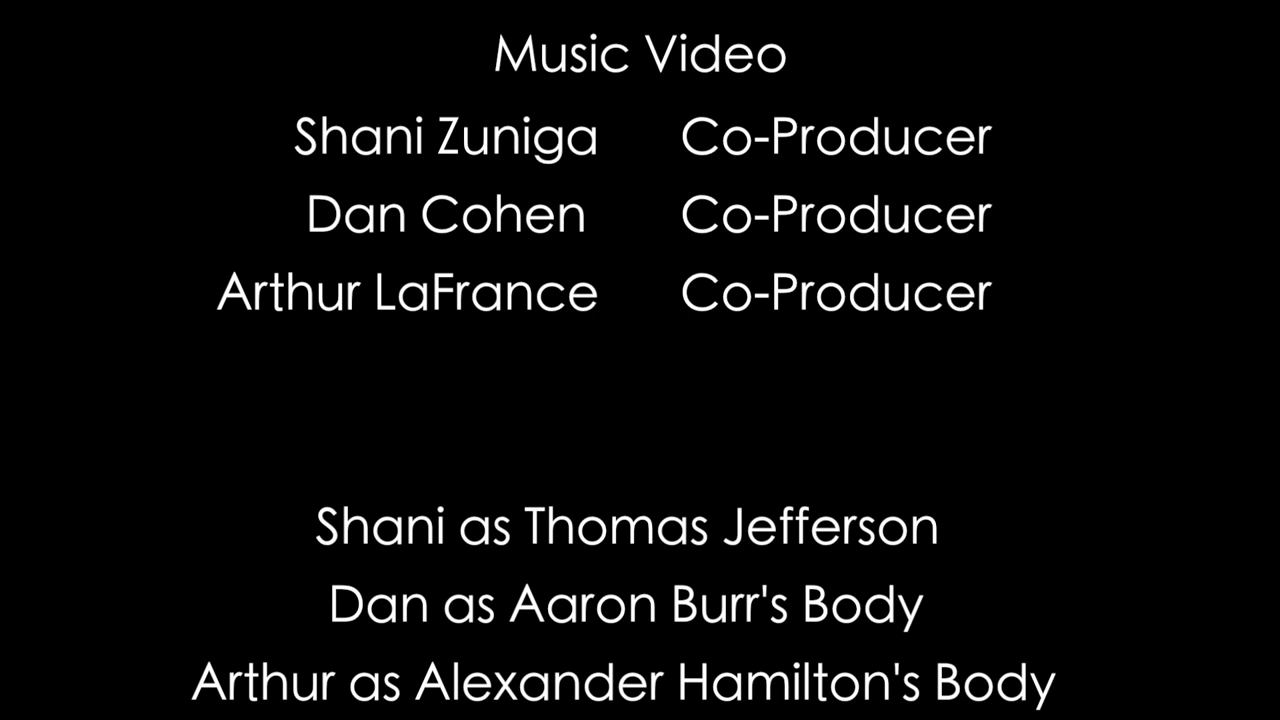 Music Video
Shani Zuniga Co-Producer
Dan Cohen Co-Producer
Arthur LaFrance Co-Producer
Shani as Thomas Jefferson
Dan as Aaron Burr's Body
Arthur as Alexander Hamilton's Body